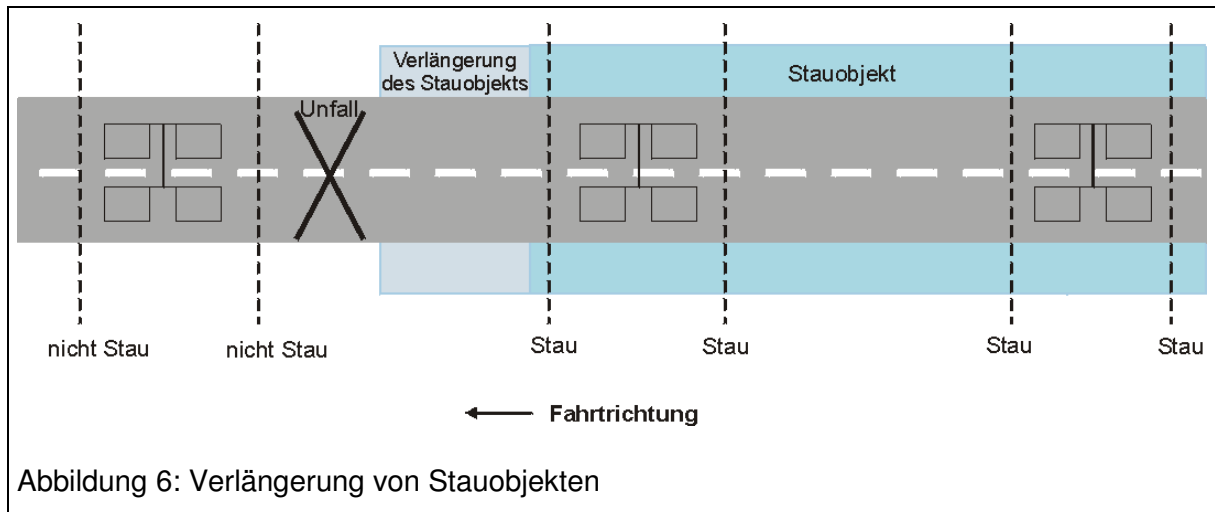 Verlängerung
des Stauobjekts
Stauobjekt
Unfall
nicht Stau
nicht Stau
Stau
Stau
Stau
Stau
Fahrtrichtung
Abbildung 6: Verlängerung von Stauobjekten